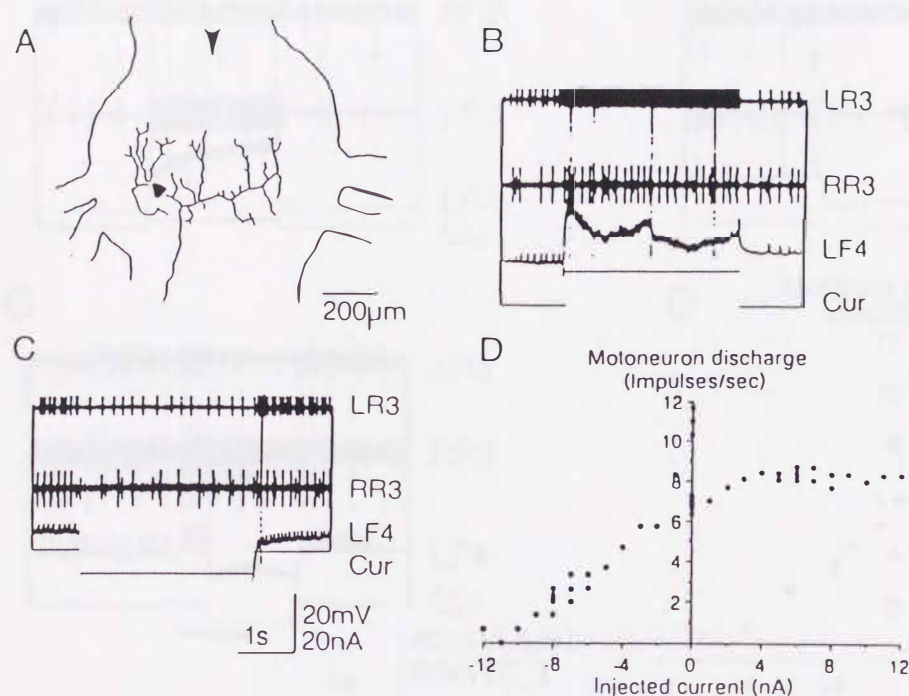 A
200µm
B
LR3
RR3
LF4
Cur
C
LR3
RR3
LF4
Cur
1s
20mV
20nA
D
Motoneuron discharge
(Impulses/sec)
12
10
8
6
4
2
-12
-8
-4
0
4
8
12
Injected current (nA)